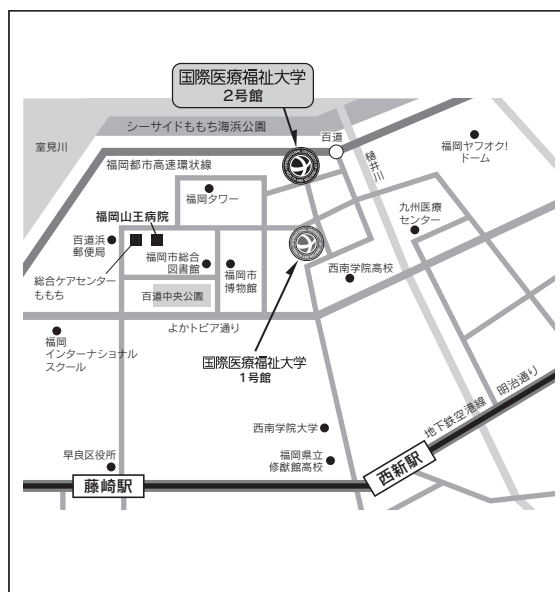 国際医療福祉大学
2号館
シーサイドももち海浜公園
百道
室見川
福岡都市高速環状線
樋井川
福岡ヤフオク!
ドーム
福岡タワー
福岡山王病院
九州医療
センター
百道浜
郵便局
総合ケアセンター
ももち
福岡市総合
図書館
福岡市
博物館
西南学院高校
百道中央公園
よかトピア通り
福岡
インターナショナル
スクール
国際医療福祉大学
1号館
明治通り
地下鉄空港線
西南学院大学
早良区役所
福岡県立
修猷館高校
西新駅
藤崎駅